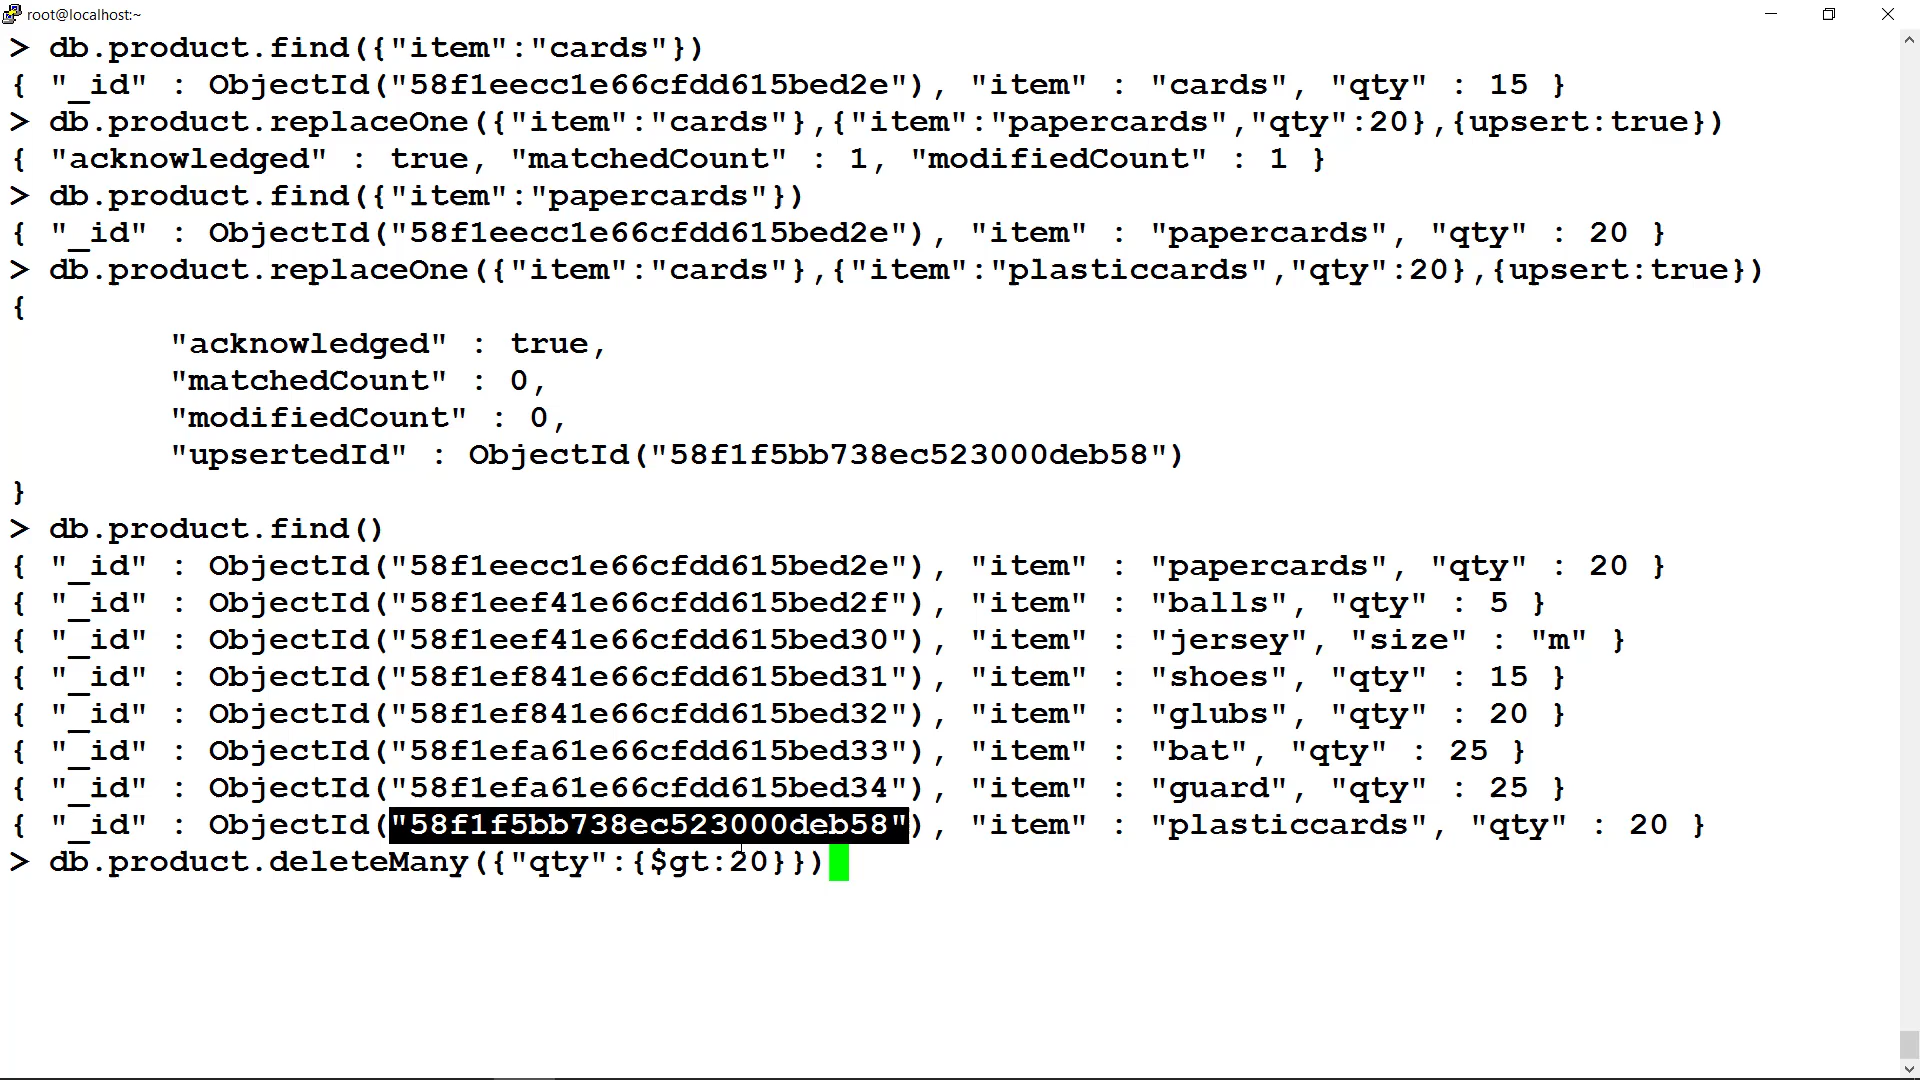 root@localhost:~
> db.product.find({"item":"cards"})
{ "_id" : ObjectId("58f1eecc1e66cfdd615bed2e"), "item" : "cards", "qty" : 15 }
> db.product.replaceOne({"item":"cards"},{"item":"papercards","qty":20},{upsert:true})
{ "acknowledged" : true, "matchedCount" : 1, "modifiedCount" : 1 }
> db.product.find({"item":"papercards"})
{ "_id" : ObjectId("58f1eecc1e66cfdd615bed2e"), "item" : "papercards", "qty" : 20 }
> db.product.replaceOne({"item":"cards"},{"item":"plasticcards","qty":20},{upsert:true})
{
"acknowledged" : true,
"matchedCount" : 0,
"modifiedCount" : 0,
"upsertedId" : ObjectId("58f1f5bb738ec523000deb58")
}
> db.product.find()
{ "_id" : ObjectId("58f1eecc1e66cfdd615bed2e"), "item" : "papercards", "qty" : 20 }
{ "_id" : ObjectId("58f1eef41e66cfdd615bed2f"), "item" : "balls", "qty" : 5 }
{ "_id" : ObjectId("58f1eef41e66cfdd615bed30"), "item" : "jersey", "size" : "m" }
{ "_id" : ObjectId("58f1ef841e66cfdd615bed31"), "item" : "shoes", "qty" : 15 }
{ "_id" : ObjectId("58f1ef841e66cfdd615bed32"), "item" : "glubs", "qty" : 20 }
{ "_id" : ObjectId("58f1efa61e66cfdd615bed33"), "item" : "bat", "qty" : 25 }
{ "_id" : ObjectId("58f1efa61e66cfdd615bed34"), "item" : "guard", "qty" : 25 }
{ "_id" : ObjectId("58f1f5bb738ec523000deb58"), "item" : "plasticcards", "qty" : 20 }
> db.product.deleteMany({"qty":{$gt:20}})